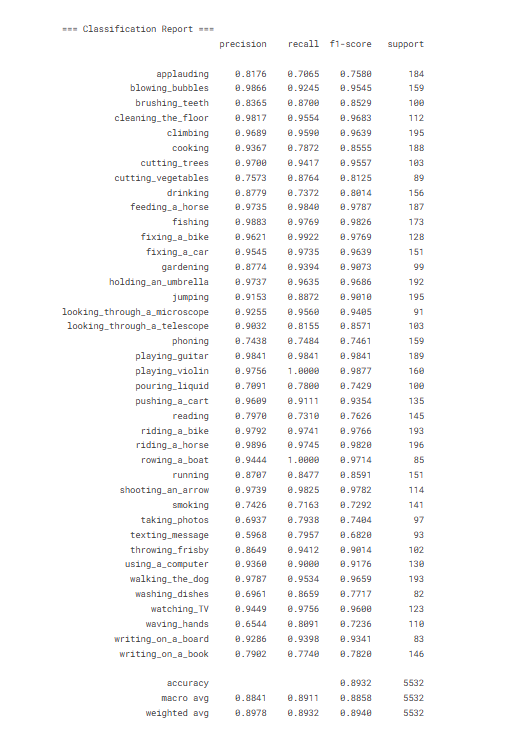 === Classification Report ===
precision recall f1-score support
applauding 0.8176 0.7065 0.7580 184
blowing_bubbles 0.9866 0.9245 0.9545 159
brushing_teeth 0.8365 0.8700 0.8529 100
cleaning_the_floor 0.9817 0.9554 0.9683 112
climbing 0.9689 0.9590 0.9639 195
cooking 0.9367 0.7872 0.8555 188
cutting_trees 0.9700 0.9417 0.9557 103
cutting_vegetables 0.7573 0.8764 0.8125 89
drinking 0.8779 0.7372 0.8014 156
feeding_a_horse 0.9735 0.9840 0.9787 187
fishing 0.9883 0.9769 0.9826 173
fixing_a_bike 0.9621 0.9922 0.9769 128
fixing_a_car 0.9545 0.9735 0.9639 151
gardening 0.8774 0.9394 0.9073 99
holding_an_umbrella 0.9737 0.9635 0.9686 192
jumping 0.9153 0.8872 0.9010 195
looking_through_a_microscope 0.9255 0.9560 0.9405 91
looking_through_a_telescope 0.9032 0.8155 0.8571 103
phoning 0.7438 0.7484 0.7461 159
playing_guitar 0.9841 0.9841 0.9841 189
playing_violin 0.9756 1.0000 0.9877 160
pouring_liquid 0.7091 0.7800 0.7429 100
pushing_a_cart 0.9609 0.9111 0.9354 135
reading 0.7970 0.7310 0.7626 145
riding_a_bike 0.9792 0.9741 0.9766 193
riding_a_horse 0.9896 0.9745 0.9820 196
rowing_a_boat 0.9444 1.0000 0.9714 85
running 0.8707 0.8477 0.8591 151
shooting_an_arrow 0.9739 0.9825 0.9782 114
smoking 0.7426 0.7163 0.7292 141
taking_photos 0.6937 0.7938 0.7404 97
texting_message 0.5968 0.7957 0.6820 93
throwing_frisby 0.8649 0.9412 0.9014 102
using_a_computer 0.9360 0.9000 0.9176 130
walking_the_dog 0.9787 0.9534 0.9659 193
washing_dishes 0.6961 0.8659 0.7717 82
watching_TV 0.9449 0.9756 0.9600 123
waving_hands 0.6544 0.8091 0.7236 110
writing_on_a_board 0.9286 0.9398 0.9341 83
writing_on_a_book 0.7902 0.7740 0.7820 146
accuracy 0.8932 5532
macro avg 0.8841 0.8911 0.8858 5532
weighted avg 0.8978 0.8932 0.8940 5532